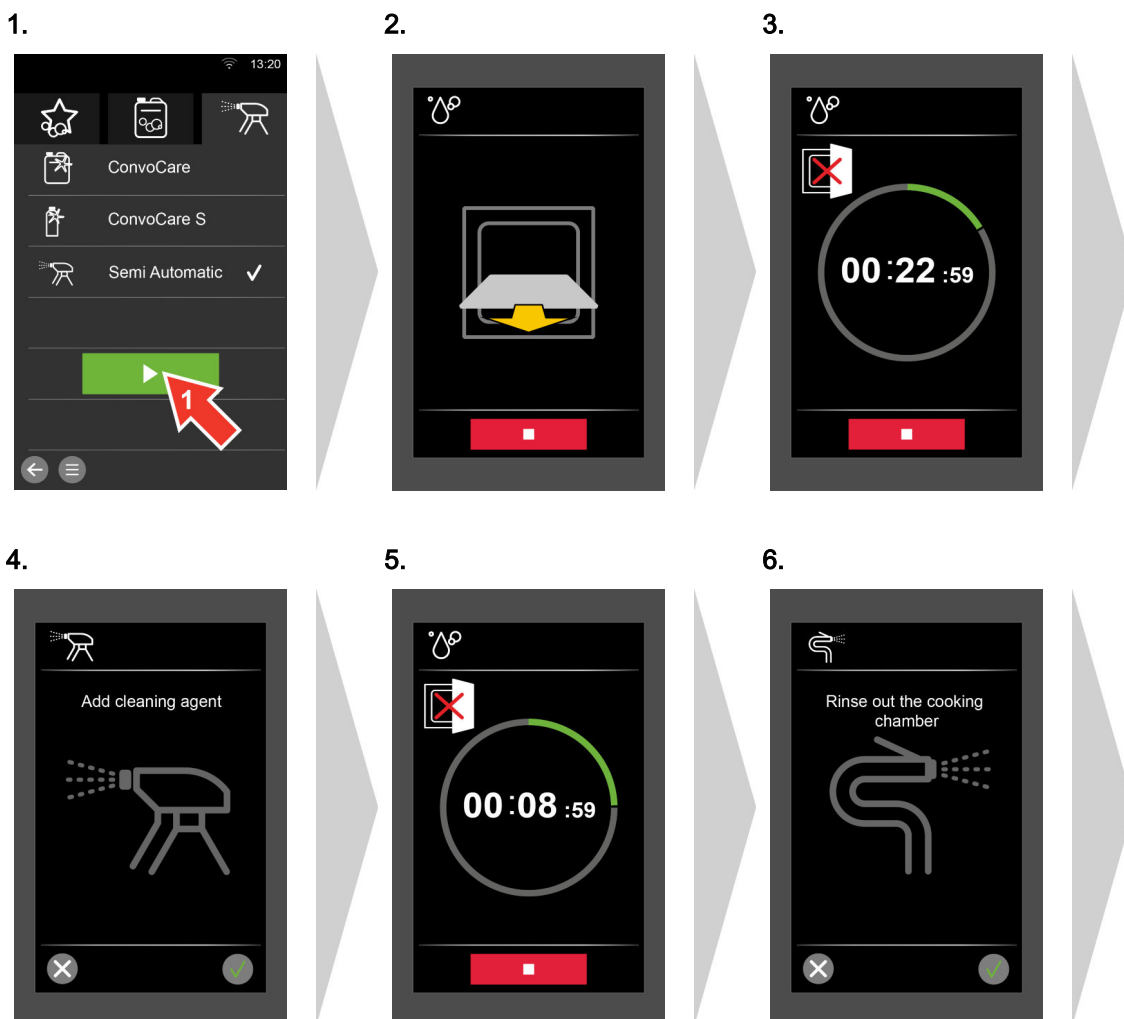 1.
2.
3.
13:20
ConvoCare
ConvoCare S
Semi Automatic
1
00:22:59
4.
5.
6.
Add cleaning agent
00:08:59
Rinse out the cooking
chamber